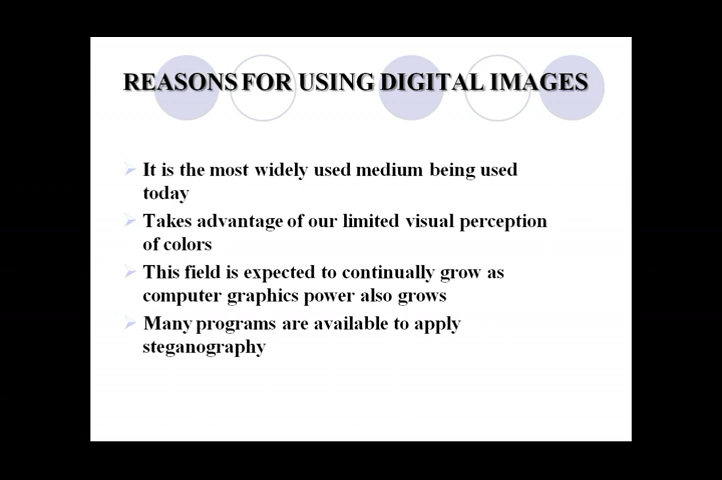 REASONS FOR USING DIGITAL IMAGES
It is the most widely used medium being used
today
Takes advantage of our limited visual perception
of colors
This field is expected to continually grow as
computer graphics power also grows
Many programs are available to apply
steganography